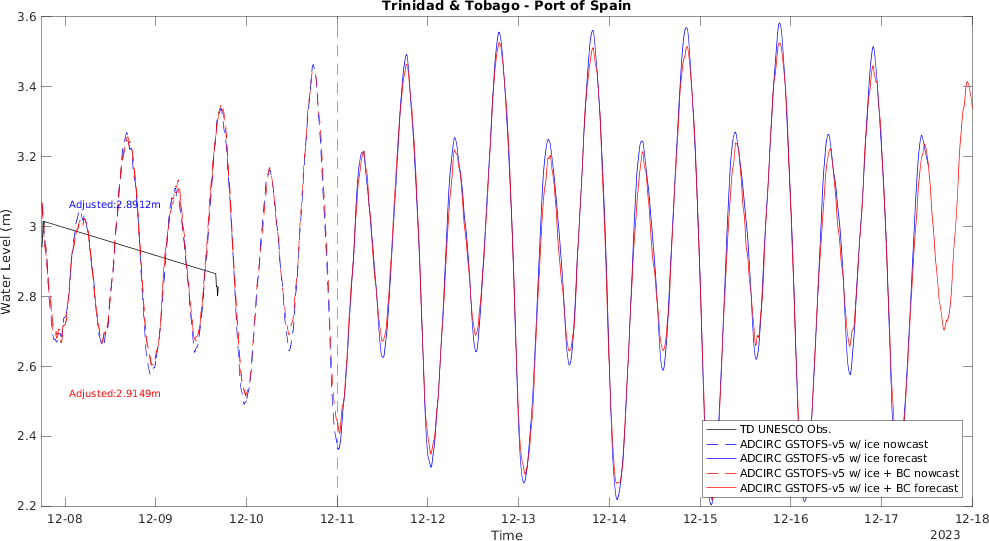 Trinidad & Tobago - Port of Spain
3.6
3.4
3.2
3
2.8
2.6
2.4
2.2
Water Level (m)
Adjusted:2.8912m
Adjusted:2.9149m
TD UNESCO Obs.
ADCIRC GSTOFS-v5 w/ ice nowcast
ADCIRC GSTOFS-v5 w/ ice forecast
ADCIRC GSTOFS-v5 w/ ice + BC nowcast
ADCIRC GSTOFS-v5 w/ ice + BC forecast
12-08 12-09 12-10 12-11 12-12 12-13 12-14 12-15 12-16 12-17 12-18
Time
2023